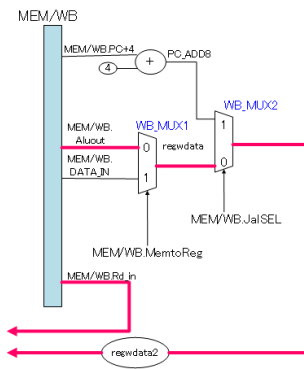 MEM/WB
MEM/WB.PC+4
PC_ADD8
4
+
WB_MUX2
MEM/WB.
Aluout
WB_MUX1
1
0
regwdata
MEM/WB.
DATA_IN
1
0
MEM/WB.JalSEL
MEM/WB.MemtoReg
MEM/WB.Rd_in
regwdata2